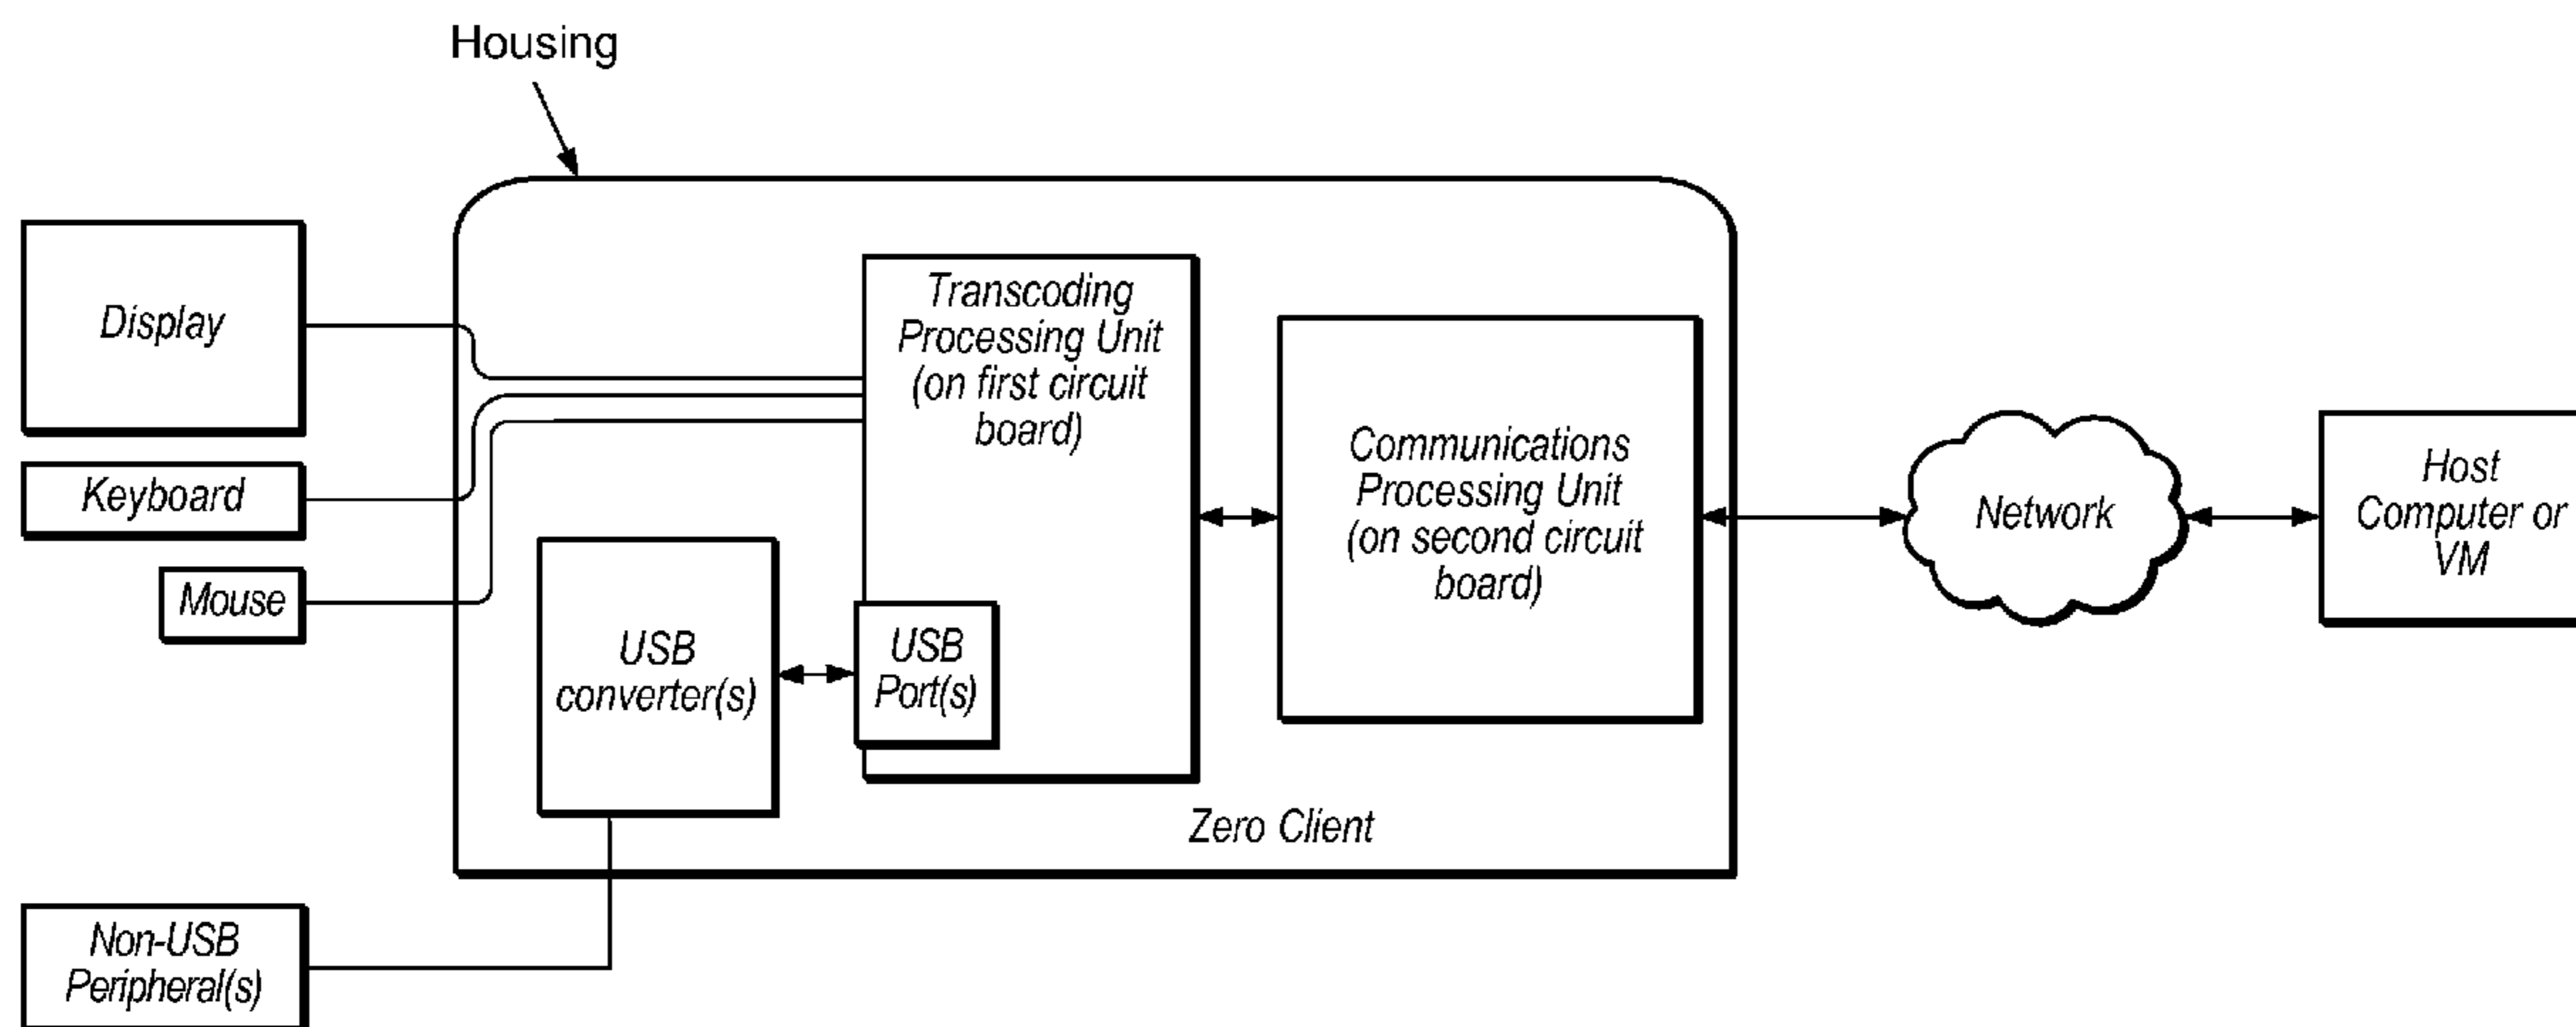 Housing
Display
Keyboard
Mouse
Transcoding
Processing Unit
(on first circuit
board)
USB
converter(s)
USB
Port(s)
Communications
Processing Unit
(on second circuit
board)
Zero Client
Network
Host
Computer or
VM
Non-USB
Peripheral(s)